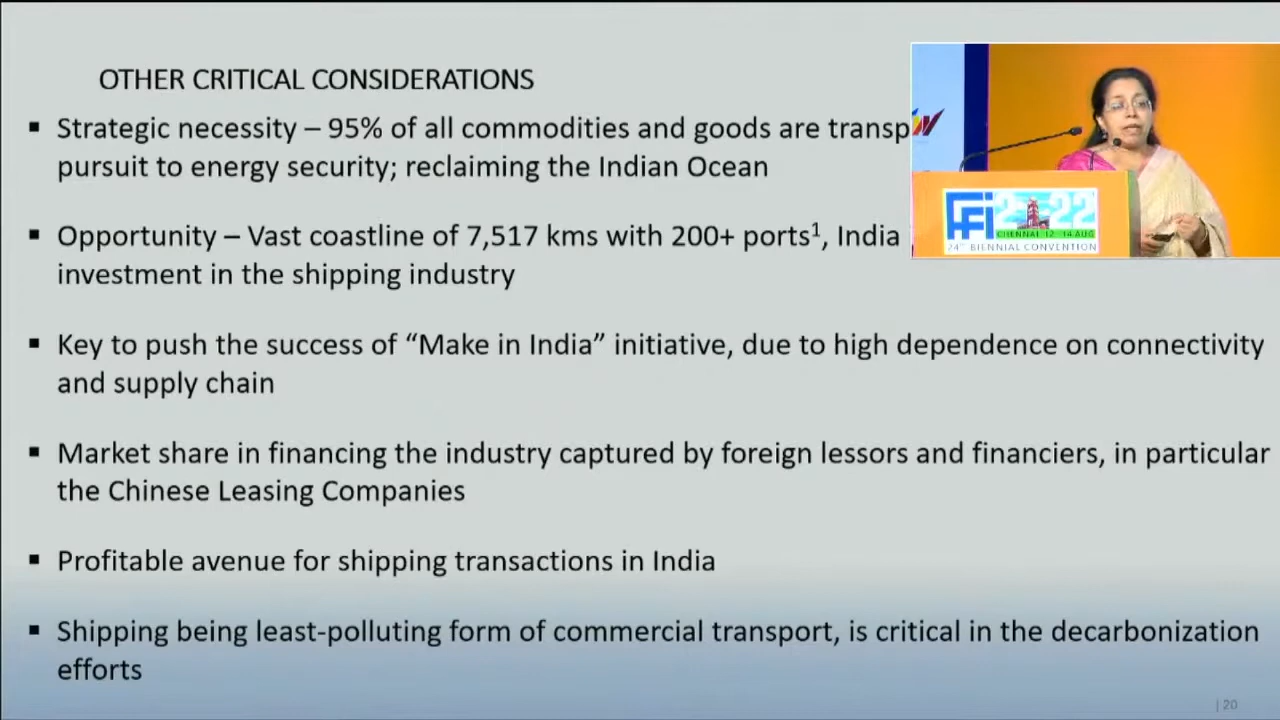 OTHER CRITICAL CONSIDERATIONS
▪ Strategic necessity – 95% of all commodities and goods are transp
pursuit to energy security; reclaiming the Indian Ocean
▪ Opportunity – Vast castline of 7,517 kms with 200+ ports¹, India
investment in the shipping industry
▪ Key to push the success of “Make in India” initiative, due to high dependence on connectivity
and supply chain
▪ Market share in financing the industry captured by foreign lessors and financiers, in particular
the Chinese Leasing Companies
▪ Profitable avenue for shipping transactions in India
▪ Shipping being least-polluting form of commercial transport, is critical in the decarbonization
efforts
| 20
FFI 2022
CHENNAI 12 - 14 AUG
24TH BIENNIAL CONVENTION